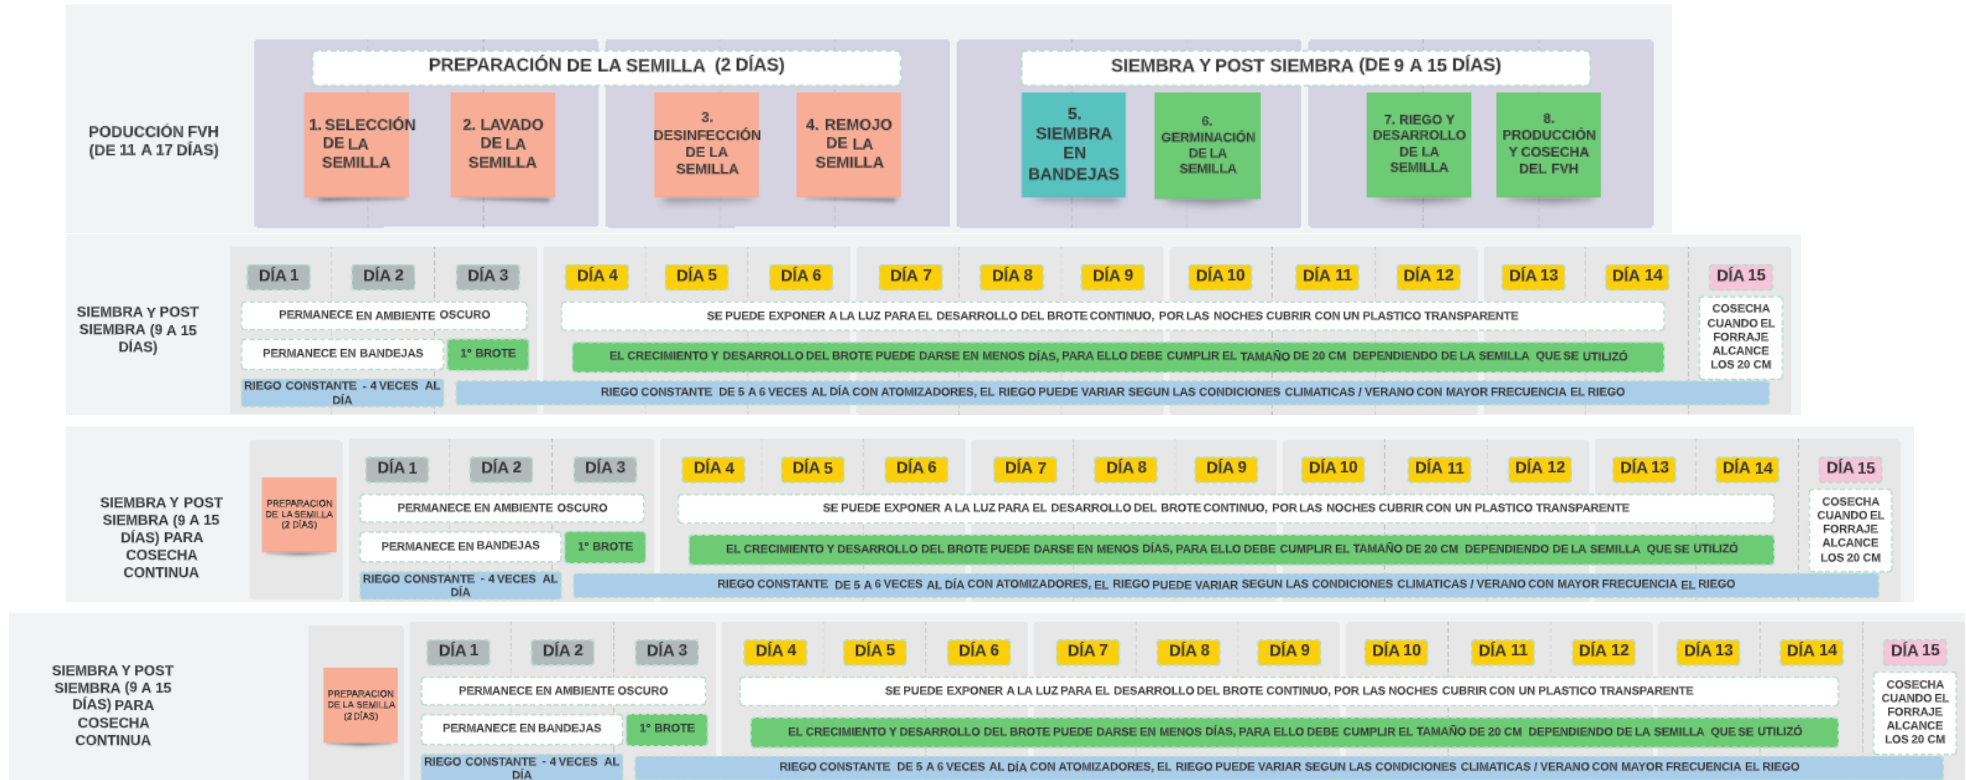 PREPARACIÓN DE LA SEMILLA (2 DÍAS)
SIEMBRA Y POST SIEMBRA (DE 9 A 15 DÍAS)
PODUCCIÓN FVH
(DE 11 A 17 DÍAS)
1. SELECCIÓN
DE LA
SEMILLA
2. LAVADO
DE LA
SEMILLA
3.
DESINFECCIÓN
DE LA
SEMILLA
4. REMOJO
DE LA
SEMILLA
5.
SIEMBRA
EN
BANDEJAS
6.
GERMINACIÓN
DE LA
SEMILLA
7. RIEGO Y
DESARROLLO
DE LA
SEMILLA
8.
PRODUCCIÓN
Y COSECHA
DEL FVH
SIEMBRA Y POST
SIEMBRA (9 A 15
DÍAS)
DÍA 1
DÍA 2
DÍA 3
DÍA 4
DÍA 5
DÍA 6
DÍA 7
DÍA 8
DÍA 9
DÍA 10
DÍA 11
DÍA 12
DÍA 13
DÍA 14
DÍA 15
PERMANECE EN AMBIENTE OSCURO
SE PUEDE EXPONER A LA LUZ PARA EL DESARROLLO DEL BROTE CONTINUO, POR LAS NOCHES CUBRIR CON UN PLASTICO TRANSPARENTE
COSECHA
CUANDO EL
FORRAJE
ALCANCE
LOS 20 CM
PERMANECE EN BANDEJAS
1° BROTE
EL CRECIMIENTO Y DESARROLLO DEL BROTE PUEDE DARSE EN MENOS DÍAS, PARA ELLO DEBE CUMPLIR EL TAMAÑO DE 20 CM DEPENDIENDO DE LA SEMILLA QUE SE UTILIZÓ
RIEGO CONSTANTE - 4 VECES AL
DÍA
RIEGO CONSTANTE DE 5 A 6 VECES AL DÍA CON ATOMIZADORES, EL RIEGO PUEDE VARIAR SEGUN LAS CONDICIONES CLIMATICAS / VERANO CON MAYOR FRECUENCIA EL RIEGO
SIEMBRA Y POST
SIEMBRA (9 A 15
DÍAS) PARA
COSECHA
CONTINUA
PREPARACION
DE LA SEMILLA
(2 DÍAS)
DÍA 1
DÍA 2
DÍA 3
DÍA 4
DÍA 5
DÍA 6
DÍA 7
DÍA 8
DÍA 9
DÍA 10
DÍA 11
DÍA 12
DÍA 13
DÍA 14
DÍA 15
PERMANECE EN AMBIENTE OSCURO
SE PUEDE EXPONER A LA LUZ PARA EL DESARROLLO DEL BROTE CONTINUO, POR LAS NOCHES CUBRIR CON UN PLASTICO TRANSPARENTE
COSECHA
CUANDO EL
FORRAJE
ALCANCE
LOS 20 CM
PERMANECE EN BANDEJAS
1° BROTE
EL CRECIMIENTO Y DESARROLLO DEL BROTE PUEDE DARSE EN MENOS DÍAS, PARA ELLO DEBE CUMPLIR EL TAMAÑO DE 20 CM DEPENDIENDO DE LA SEMILLA QUE SE UTILIZÓ
RIEGO CONSTANTE - 4 VECES AL
DÍA
RIEGO CONSTANTE DE 5 A 6 VECES AL DÍA CON ATOMIZADORES, EL RIEGO PUEDE VARIAR SEGUN LAS CONDICIONES CLIMATICAS / VERANO CON MAYOR FRECUENCIA EL RIEGO
SIEMBRA Y POST
SIEMBRA (9 A 15
DÍAS) PARA
COSECHA
CONTINUA
PREPARACION
DE LA SEMILLA
(2 DÍAS)
DÍA 1
DÍA 2
DÍA 3
DÍA 4
DÍA 5
DÍA 6
DÍA 7
DÍA 8
DÍA 9
DÍA 10
DÍA 11
DÍA 12
DÍA 13
DÍA 14
DÍA 15
PERMANECE EN AMBIENTE OSCURO
SE PUEDE EXPONER A LA LUZ PARA EL DESARROLLO DEL BROTE CONTINUO, POR LAS NOCHES CUBRIR CON UN PLASTICO TRANSPARENTE
COSECHA
CUANDO EL
FORRAJE
ALCANCE
LOS 20 CM
PERMANECE EN BANDEJAS
1° BROTE
EL CRECIMIENTO Y DESARROLLO DEL BROTE PUEDE DARSE EN MENOS DÍAS, PARA ELLO DEBE CUMPLIR EL TAMAÑO DE 20 CM DEPENDIENDO DE LA SEMILLA QUE SE UTILIZÓ
RIEGO CONSTANTE - 4 VECES AL
DÍA
RIEGO CONSTANTE DE 5 A 6 VECES AL DÍA CON ATOMIZADORES, EL RIEGO PUEDE VARIAR SEGUN LAS CONDICIONES CLIMATICAS / VERANO CON MAYOR FRECUENCIA EL RIEGO